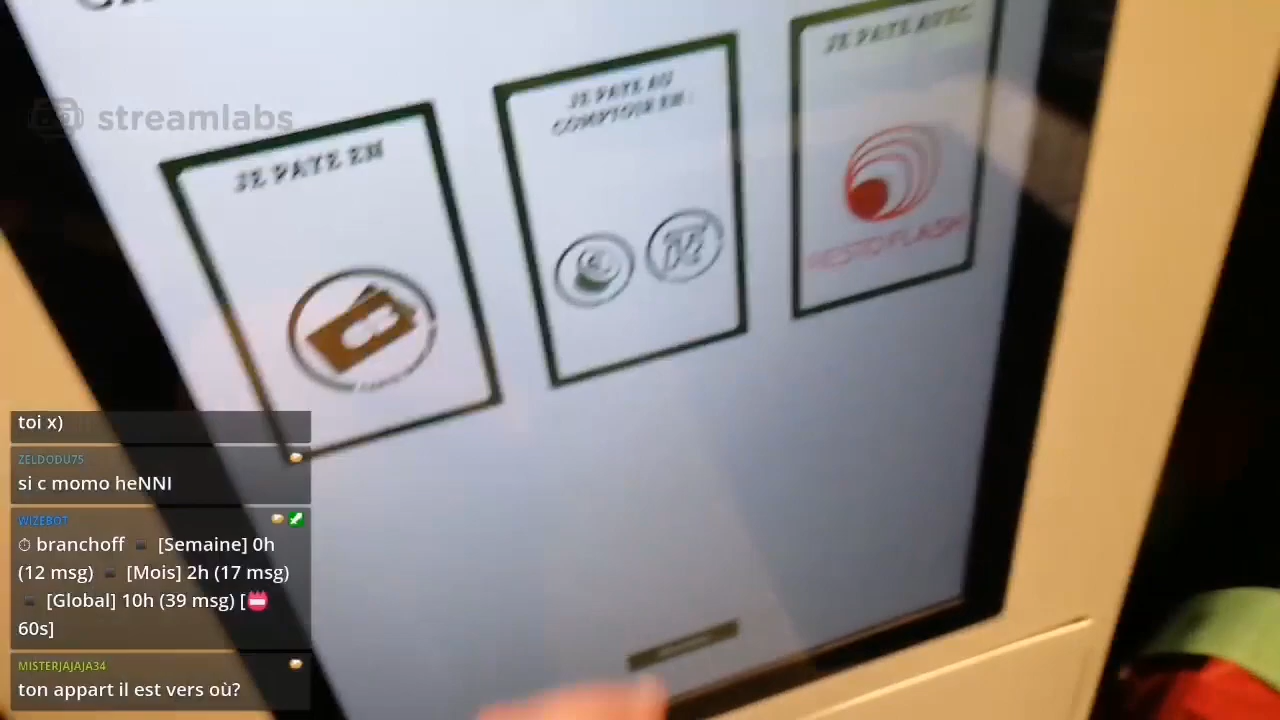 streamlabs
JE PAYE EN
JE PAYE AU
COMPTOIR EN :
JE PAYE AVEC
RESTOFLASH
toi x)
ZELDODU75
si c momo heNNI
WIZEBOT
⏱ branchoff ▪ [Semaine] 0h
(12 msg) ▪ [Mois] 2h (17 msg)
▪ [Global] 10h (39 msg) [📛
60s]
MISTERJAJAJA34
ton appart il est vers où?